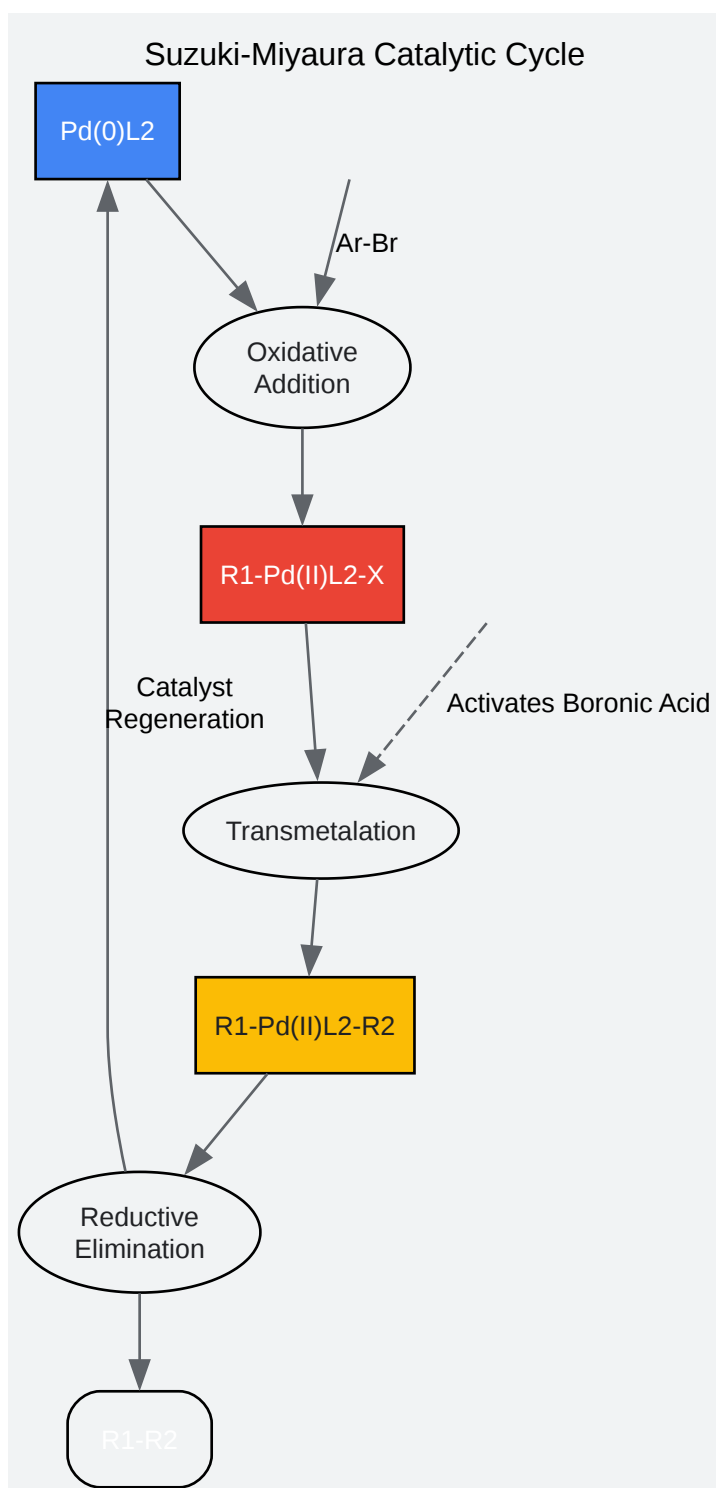 Suzuki-Miyaura Catalytic Cycle
Pd(0)L2
Ar-Br
Oxidative
Addition
R1-Pd(II)L2-X
Catalyst
Regeneration
Activates Boronic Acid
Transmetalation
R1-Pd(II)L2-R2
Reductive
Elimination
R1-R2